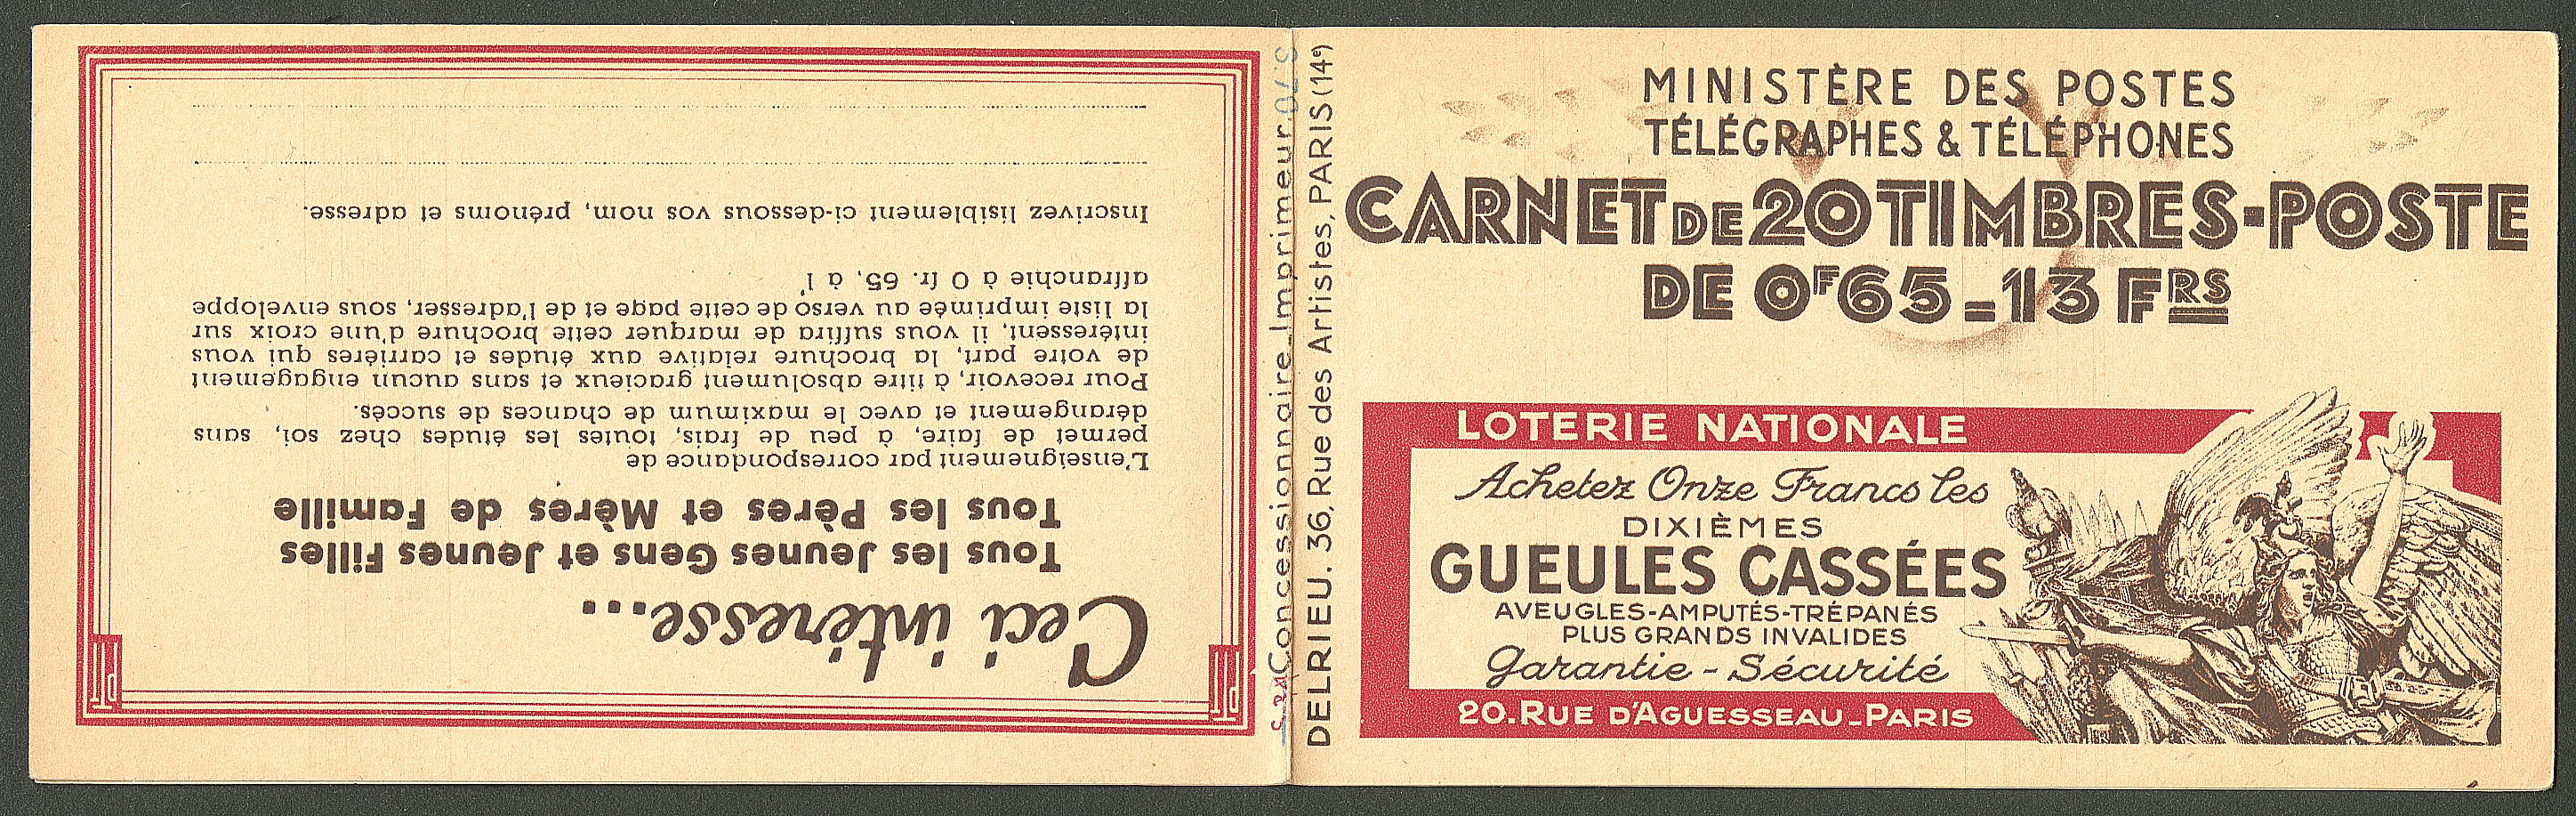 MINISTÈRE DES POSTES
TÉLÉGRAPHES & TÉLÉPHONES
CARNET DE 20 TIMBRES-POSTE
DE 0F65=13 FRS
LOTERIE NATIONALE
Achetez Onze Francs les
DIXIÈMES
GUEULES CASSÉES
AVEUGLES-AMPUTÉS-TRÉPANÉS
PLUS GRANDS INVALIDES
Garantie - Sécurité
20.RUE D'AGUESSEAU_PARIS
Concessionnaire_Imprimeur
DELRIEU. 36, Rue des Artistes, PARIS (14e)
Ceci intéresse...
Tous les Jeunes Gens et Jeunes Filles
Tous les Pères et Mères de Famille
L'enseignement par correspondance de
permet de faire, à peu de frais, toutes les études chez soi, sans
dérangement et avec le maximum de chances de succès.
Pour recevoir, à titre absolument gracieux et sans aucun engagement
de votre part, la brochure relative aux études et carrières qui vous
intéressent, il vous suffira de marquer cette brochure d'une croix sur
la liste imprimée au verso de cette page et de l'adresser, sous enveloppe
affranchie à 0 fr. 65, à l'
Inscrivez lisiblement ci-dessous vos nom, prénoms et adresse.